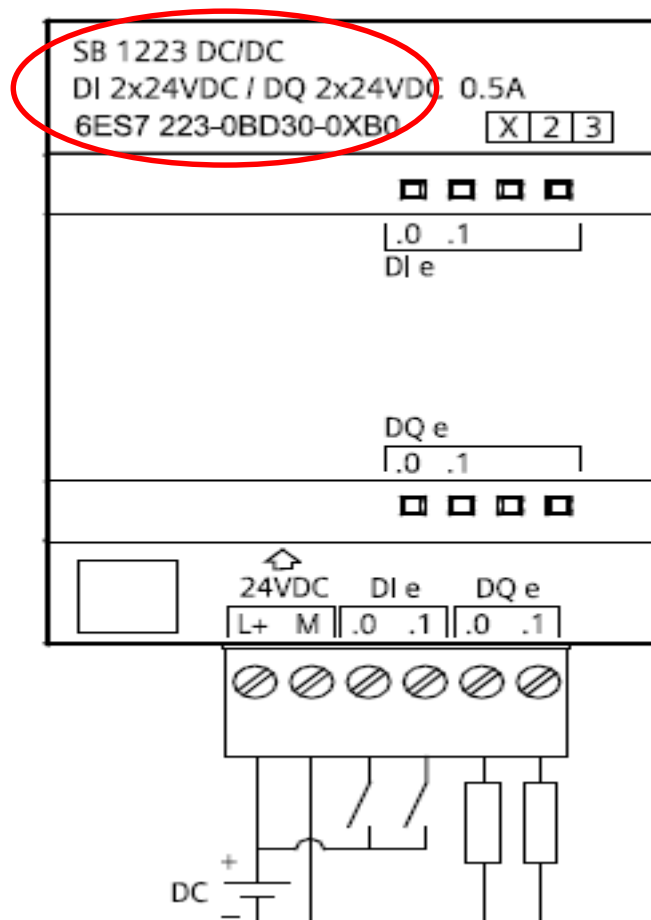 SB 1223 DC/DC
DI 2x24VDC / DQ 2x24VDC 0.5A
6ES7 223-0BD30-0XB0 X 2 3
.0 .1
DI e
DQ e
.0 .1
24VDC DI e DQ e
L+ M .0 .1 .0 .1
+
DC
−